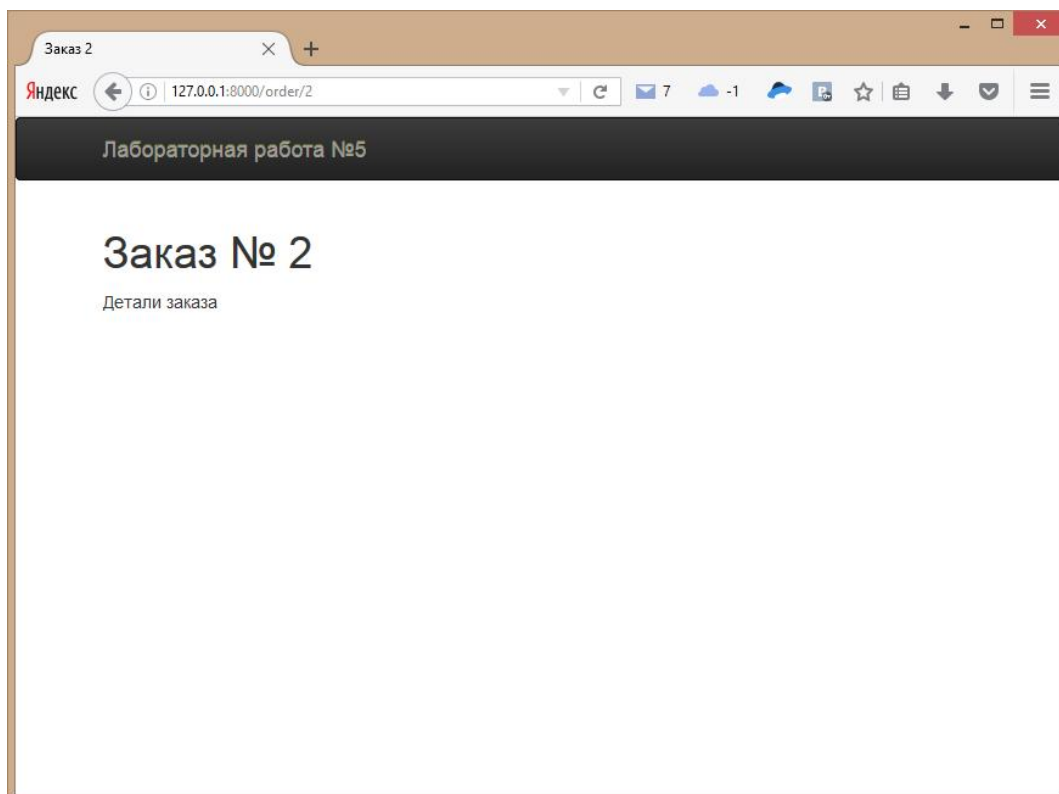 Заказ 2
Яндекс 127.0.0.1:8000/order/2 7 -1
Лабораторная работа №5
Заказ № 2
Детали заказа